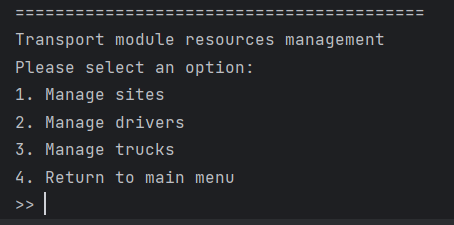 =========================================
Transport module resources management
Please select an option:
1. Manage sites
2. Manage drivers
3. Manage trucks
4. Return to main menu
>>